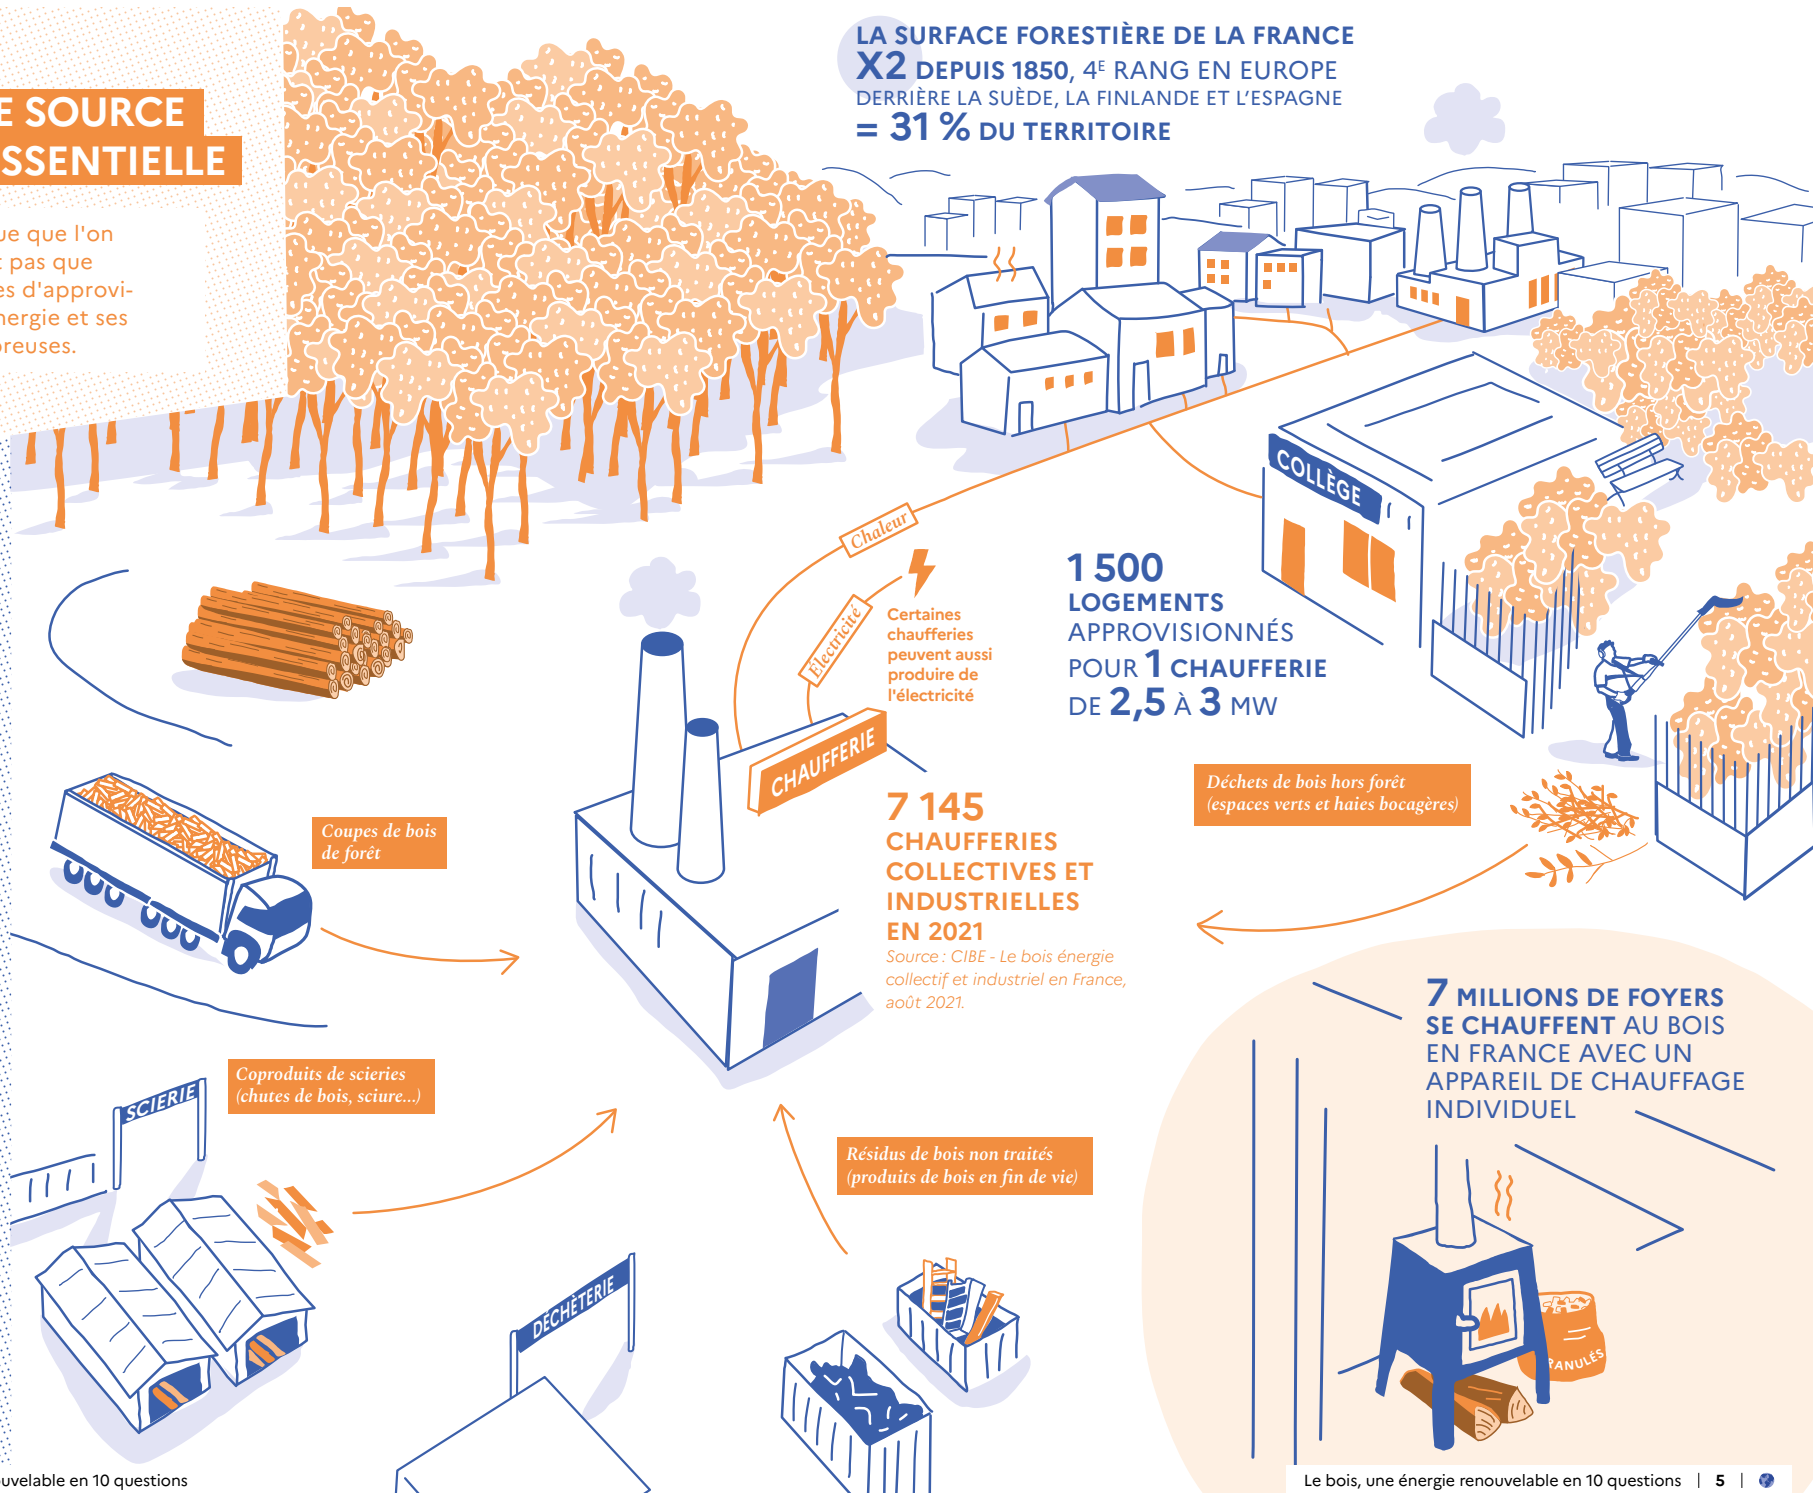 E SOURCE
SSENTIELLE
ue que l'on
t pas que
es d'approvi-
nergie et ses
breuses.
LA SURFACE FORESTIÈRE DE LA FRANCE
X2 DEPUIS 1850, 4E RANG EN EUROPE
DERRIÈRE LA SUÈDE, LA FINLANDE ET L'ESPAGNE
= 31 % DU TERRITOIRE
COLLÈGE
Chaleur
Électricité
Certaines
chaufferies
peuvent aussi
produire de
l'électricité
1 500
LOGEMENTS
APPROVISIONNÉS
POUR 1 CHAUFFERIE
DE 2,5 À 3 MW
CHAUFFERIE
Déchets de bois hors forêt
(espaces verts et haies bocagères)
Coupes de bois
de forêt
7 145
CHAUFFERIES
COLLECTIVES ET
INDUSTRIELLES
EN 2021
Source : CIBE - Le bois énergie
collectif et industriel en France,
août 2021.
7 MILLIONS DE FOYERS
SE CHAUFFENT AU BOIS
EN FRANCE AVEC UN
APPAREIL DE CHAUFFAGE
INDIVIDUEL
Coproduits de scieries
(chutes de bois, sciure...)
SCIERIE
Résidus de bois non traités
(produits de bois en fin de vie)
DÉCHÈTERIE
RANULÉS
ouvelable en 10 questions
Le bois, une énergie renouvelable en 10 questions | 5 |